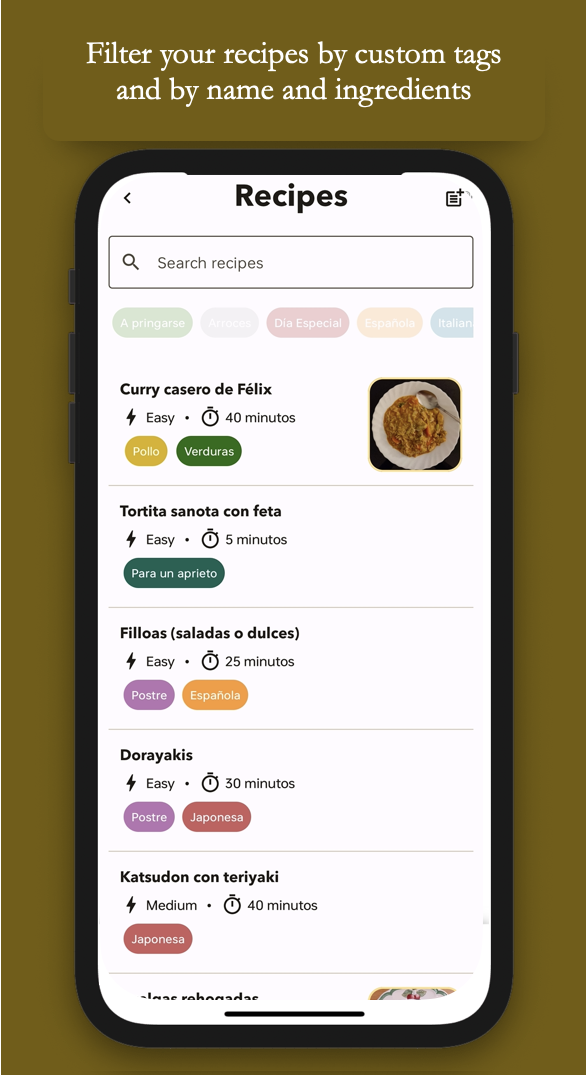 Filter your recipes by custom tags
and by name and ingredients
Recipes
Search recipes
A pringarse Arroces Día Especial Española Italian
Curry casero de Félix
Easy • 40 minutos
Pollo Verduras
Tortita sanota con feta
Easy • 5 minutos
Para un aprieto
Filloas (saladas o dulces)
Easy • 25 minutos
Postre Española
Dorayakis
Easy • 30 minutos
Postre Japonesa
Katsudon con teriyaki
Medium • 40 minutos
Japonesa
rehogadas